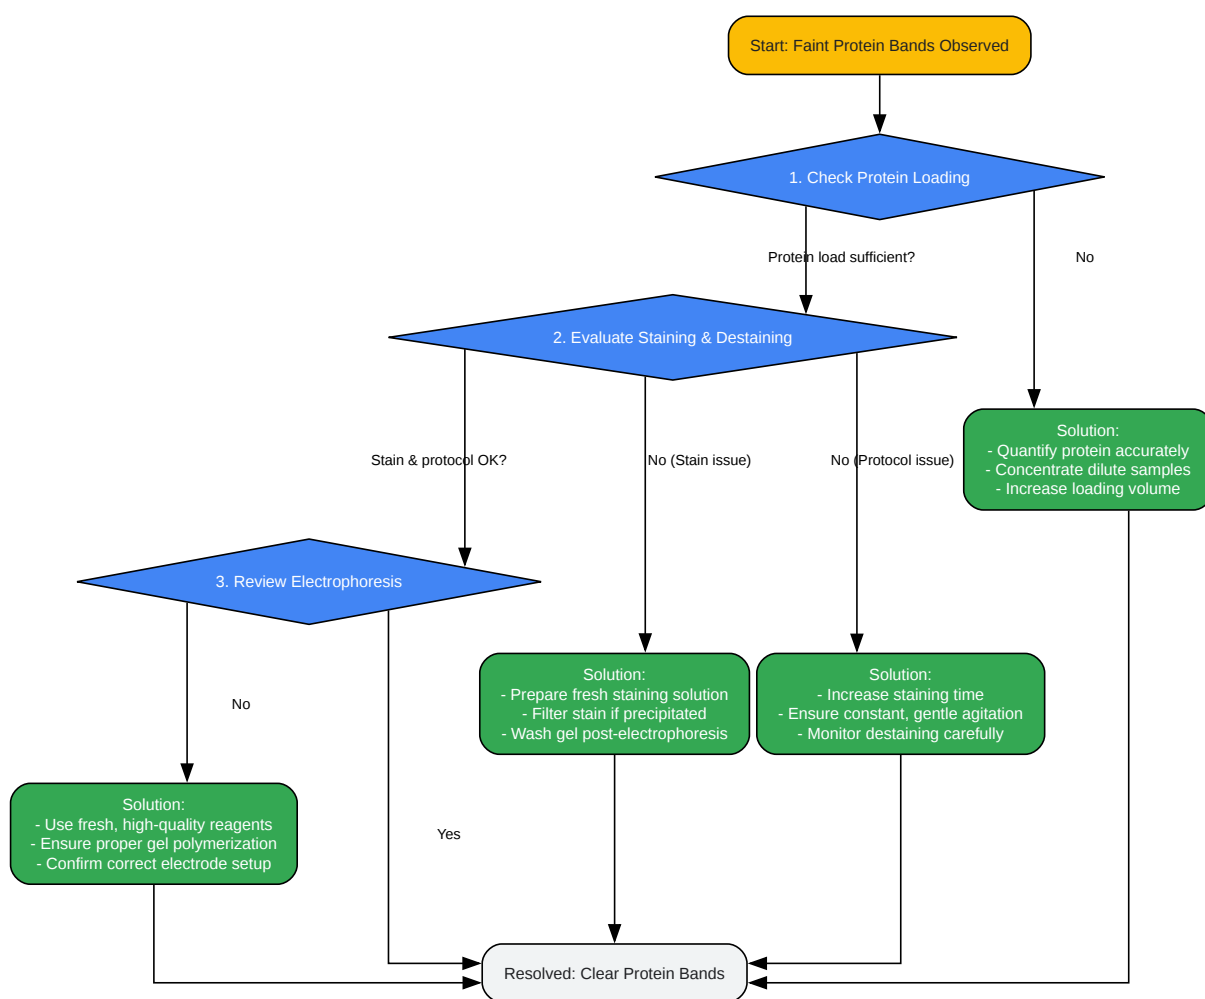 Start: Faint Protein Bands Observed
1. Check Protein Loading
Protein load sufficient?
No
2. Evaluate Staining & Destaining
Solution:
- Quantify protein accurately
- Concentrate dilute samples
- Increase loading volume
Stain & protocol OK?
No (Stain issue)
No (Protocol issue)
3. Review Electrophoresis
Solution:
- Prepare fresh staining solution
- Filter stain if precipitated
- Wash gel post-electrophoresis
Solution:
- Increase staining time
- Ensure constant, gentle agitation
- Monitor destaining carefully
No
Solution:
- Use fresh, high-quality reagents
- Ensure proper gel polymerization
- Confirm correct electrode setup
Yes
Resolved: Clear Protein Bands